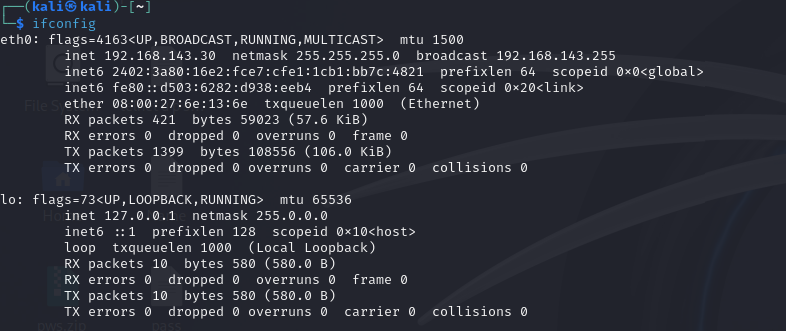 ┌──(kali㉿kali)-[~]
└─$ ifconfig
eth0: flags=4163<UP,BROADCAST,RUNNING,MULTICAST>  mtu 1500
        inet 192.168.143.30  netmask 255.255.255.0  broadcast 192.168.143.255
        inet6 2402:3a80:16e2:fce7:cfe1:1cb1:bb7c:4821  prefixlen 64  scopeid 0×0<global>
        inet6 fe80::d503:6282:d938:eeb4  prefixlen 64  scopeid 0×20<link>
        ether 08:00:27:6e:13:6e  txqueuelen 1000  (Ethernet)
        RX packets 421  bytes 59023 (57.6 KiB)
        RX errors 0  dropped 0  overruns 0  frame 0
        TX packets 1399  bytes 108556 (106.0 KiB)
        TX errors 0  dropped 0 overruns 0  carrier 0  collisions 0

lo: flags=73<UP,LOOPBACK,RUNNING>  mtu 65536
        inet 127.0.0.1  netmask 255.0.0.0
        inet6 ::1  prefixlen 128  scopeid 0×10<host>
        loop  txqueuelen 1000  (Local Loopback)
        RX packets 10  bytes 580 (580.0 B)
        RX errors 0  dropped 0  overruns 0  frame 0
        TX packets 10  bytes 580 (580.0 B)
        TX errors 0  dropped 0 overruns 0  carrier 0  collisions 0